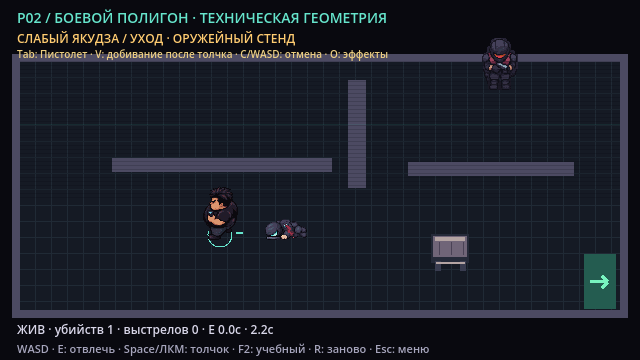 P02 / БОЕВОЙ ПОЛИГОН · ТЕХНИЧЕСКАЯ ГЕОМЕТРИЯ
СЛАБЫЙ ЯКУДЗА / УХОД · ОРУЖЕЙНЫЙ СТЕНД
Tab: Пистолет · V: добивание после толчка · C/WASD: отмена · O: эффекты
ЖИВ · убийств 1 · выстрелов 0 · E 0.0с · 2.2с
WASD · E: отвлечь · Space/ЛКМ: толчок · F2: учебный · R: заново · Esc: меню